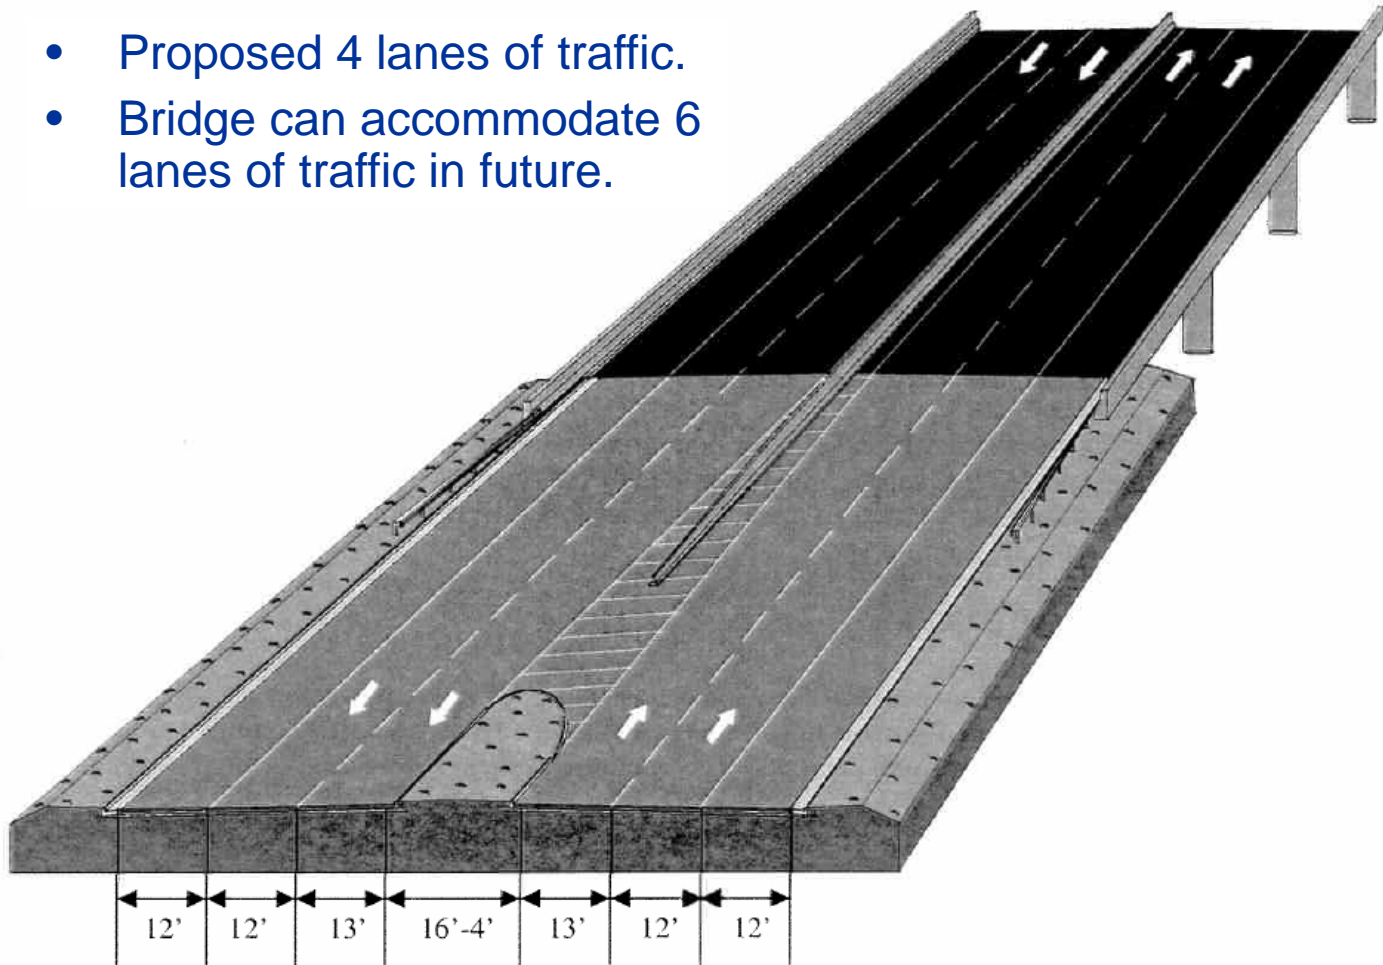 • Proposed 4 lanes of traffic.
• Bridge can accommodate 6
lanes of traffic in future.
12’ 12’ 13’ 16’-4’ 13’ 12’ 12’